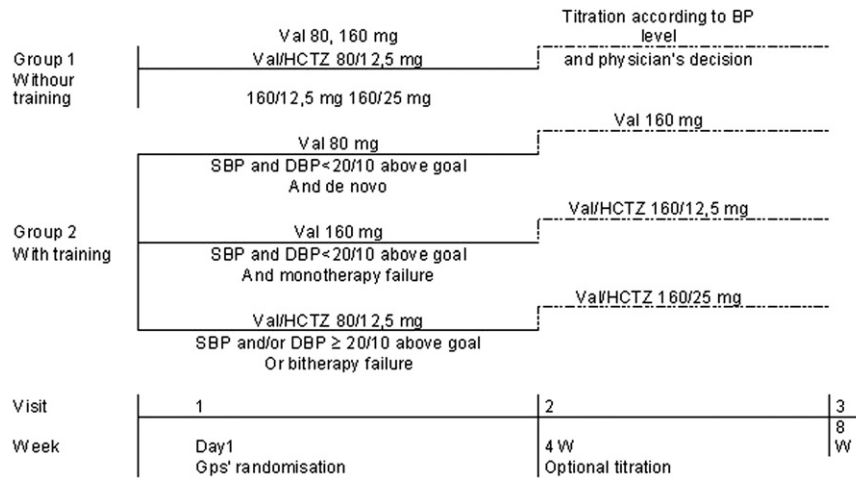 Val 80, 160 mg
Titration according to BP
level
Group 1
Val/HCTZ 80/12,5 mg
and physician's decision
Withour
training
160/12,5 mg 160/25 mg
Val 160 mg
Val 80 mg
SBP and DBP<20/10 above goal
And de novo
Val/HCTZ 160/12,5 mg
Group 2
Val 160 mg
With training
SBP and DBP<20/10 above goal
And monotherapy failure
Val/HCTZ 160/25 mg
Val/HCTZ 80/12,5 mg
SBP and/or DBP ≥ 20/10 above goal
Or bitherapy failure
Visit 1 2 3
8
Week Day1 4 W W
Gps' randomisation Optional titration